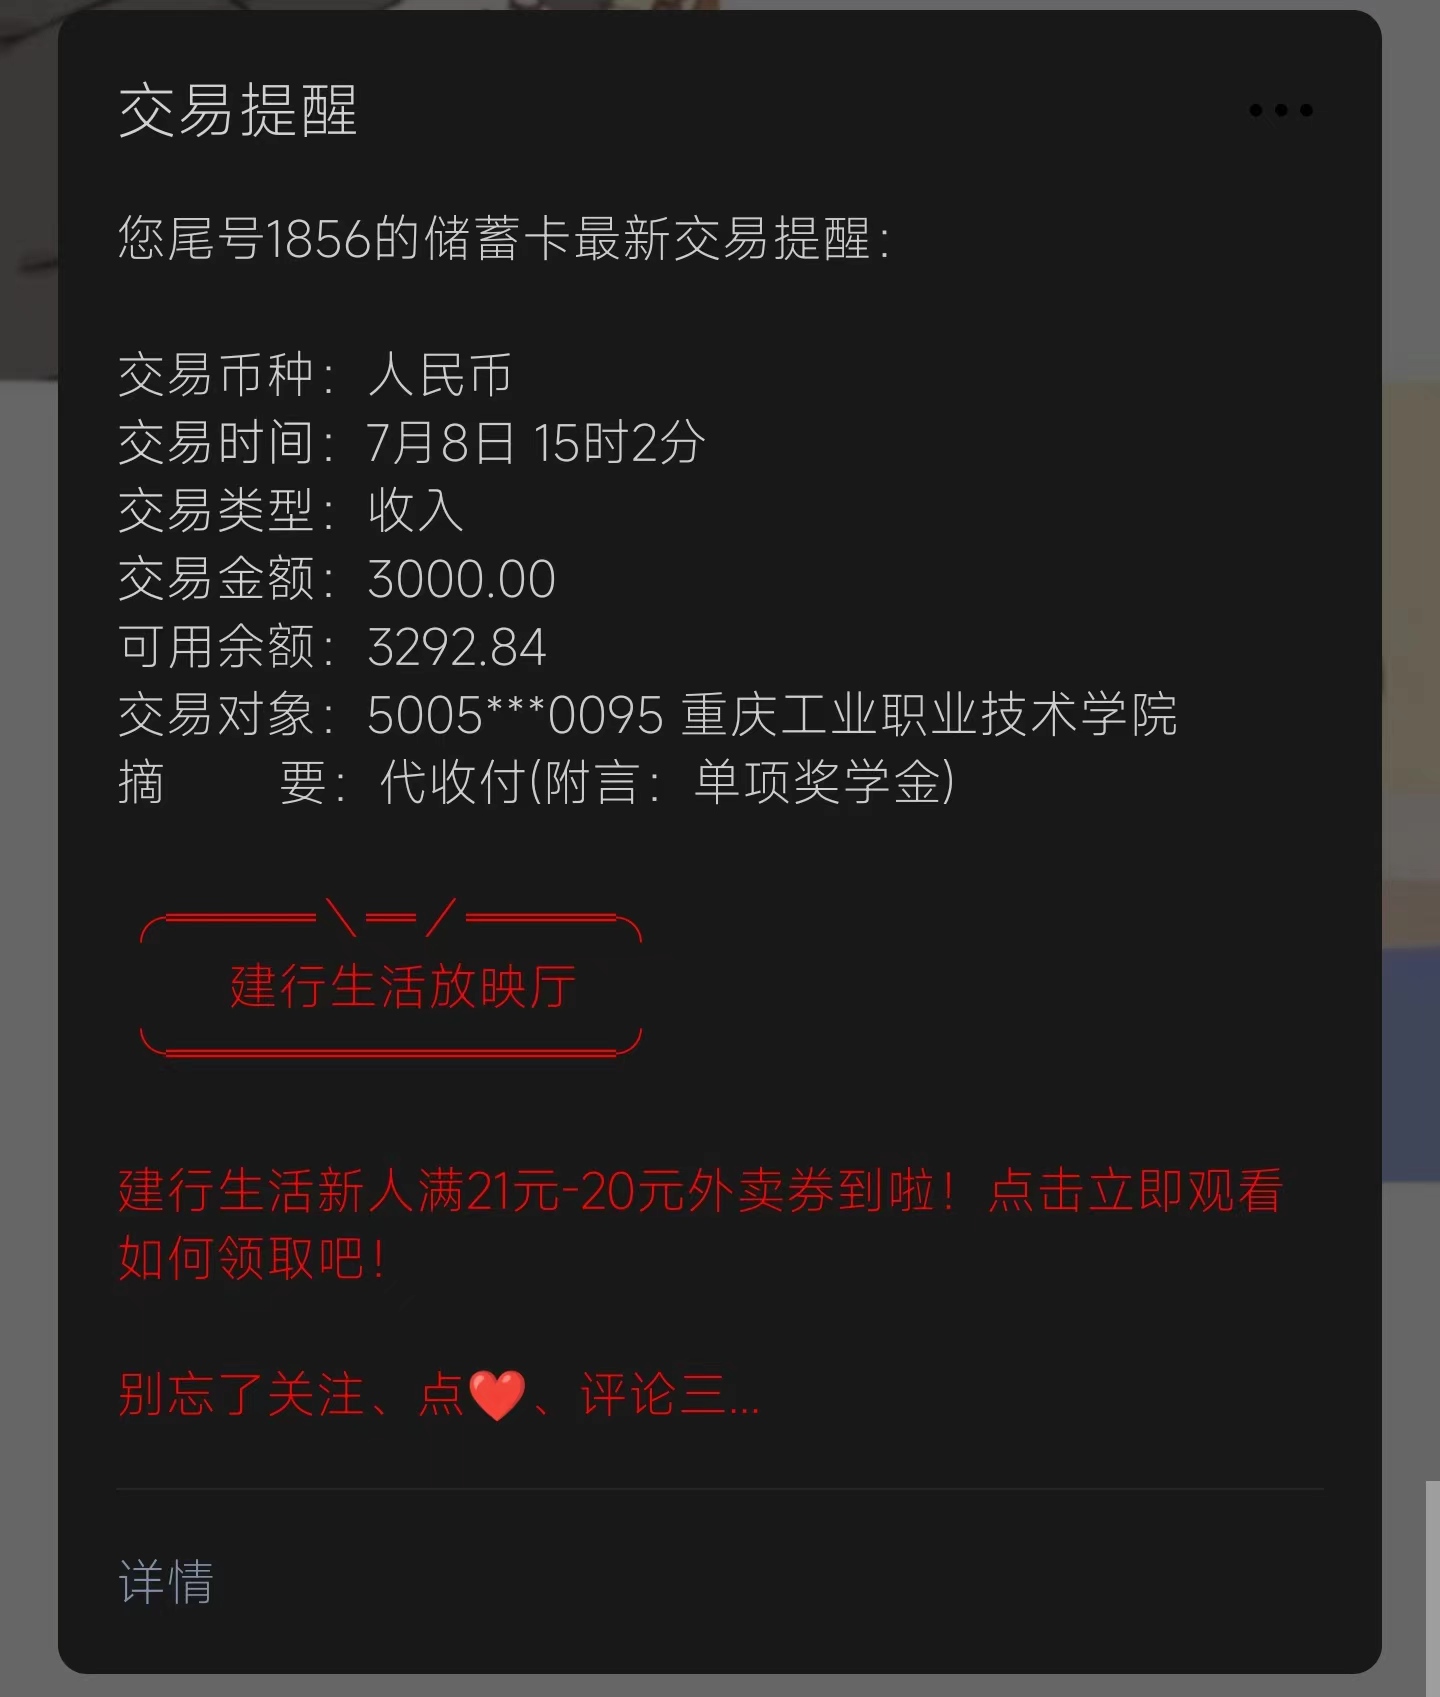 交易提醒
您尾号1856的储蓄卡最新交易提醒：
交易币种：人民币
交易时间：7月8日 15时2分
交易类型：收入
交易金额：3000.00
可用余额：3292.84
交易对象：5005***0095 重庆工业职业技术学院
摘　　要：代收付(附言：单项奖学金)
建行生活放映厅
建行生活新人满21元-20元外卖券到啦！点击立即观看
如何领取吧！
别忘了关注、点❤️、评论三...
详情